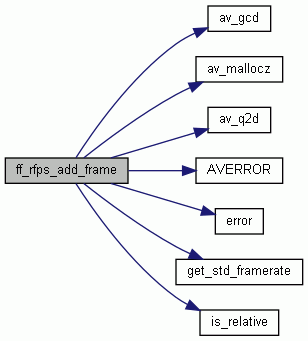 av_gcd
av_mallocz
av_q2d
ff_rfps_add_frame
AVERROR
error
get_std_framerate
is_relative